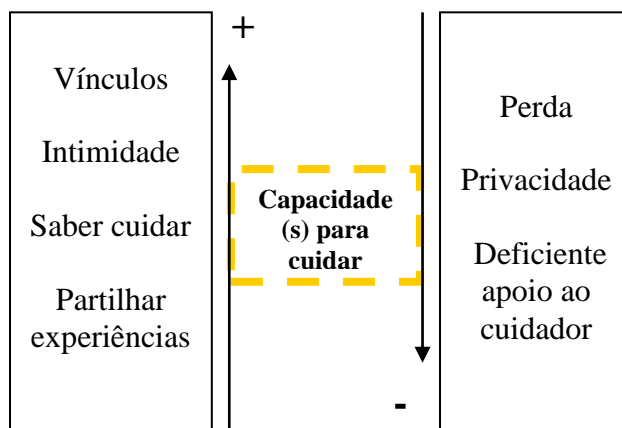 +
Vínculos
Intimidade
Saber cuidar
Partilhar
experiências
Capacidade
(s) para
cuidar
Perda
Privacidade
Deficiente
apoio ao
cuidador
-